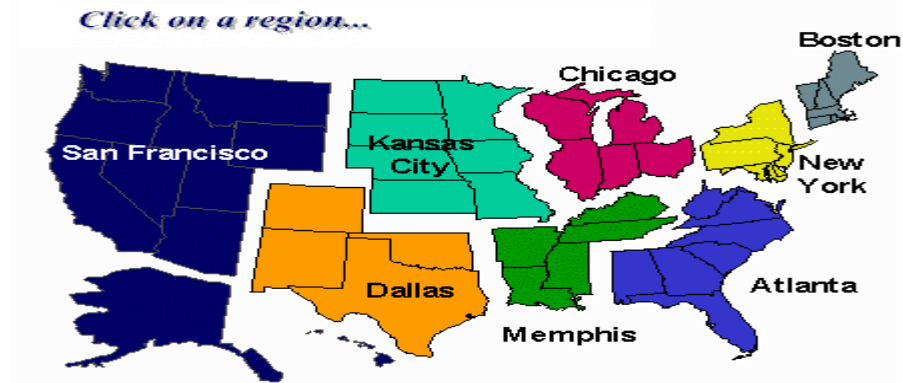 Click on a region...
Boston
Chicago
San Francisco
Kansas
City
New
York
Dallas
Atlanta
Memphis